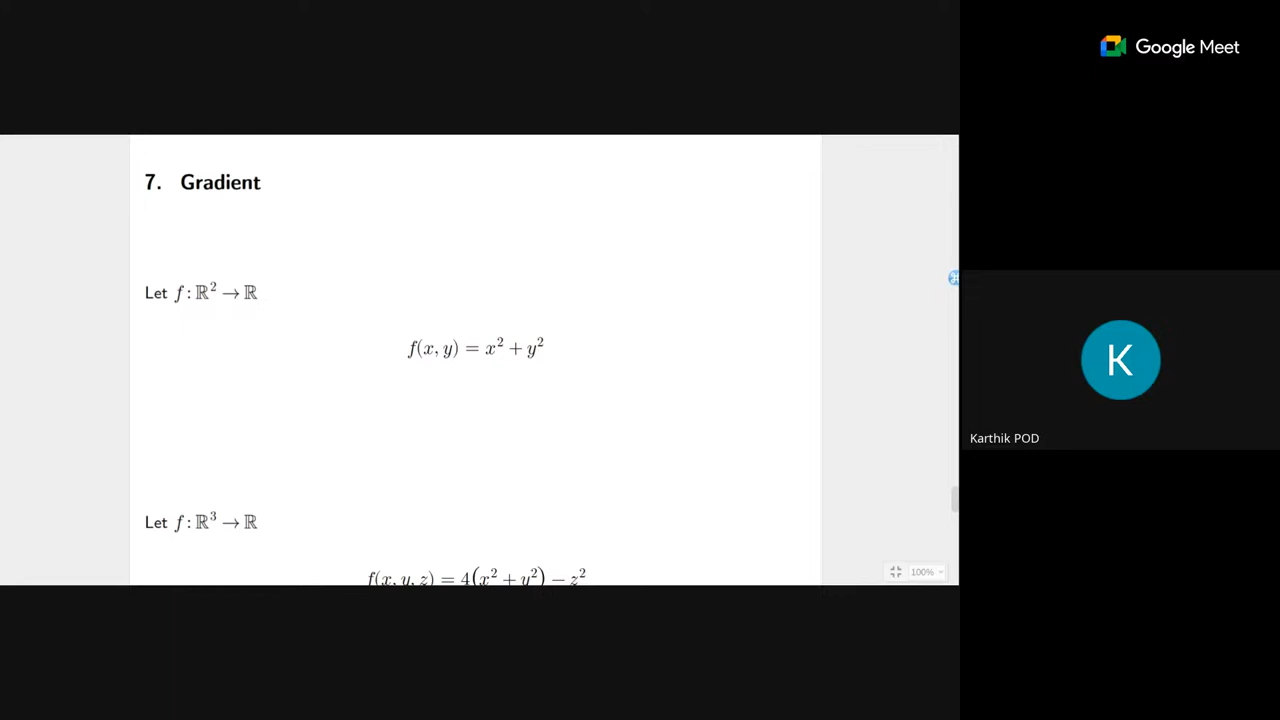 Google Meet
7. Gradient
Let f : ℝ² → ℝ
f(x, y) = x² + y²
Let f : ℝ³ → ℝ
f(x, y, z) = 4(x² + y²) − z²
100%
K
Karthik POD